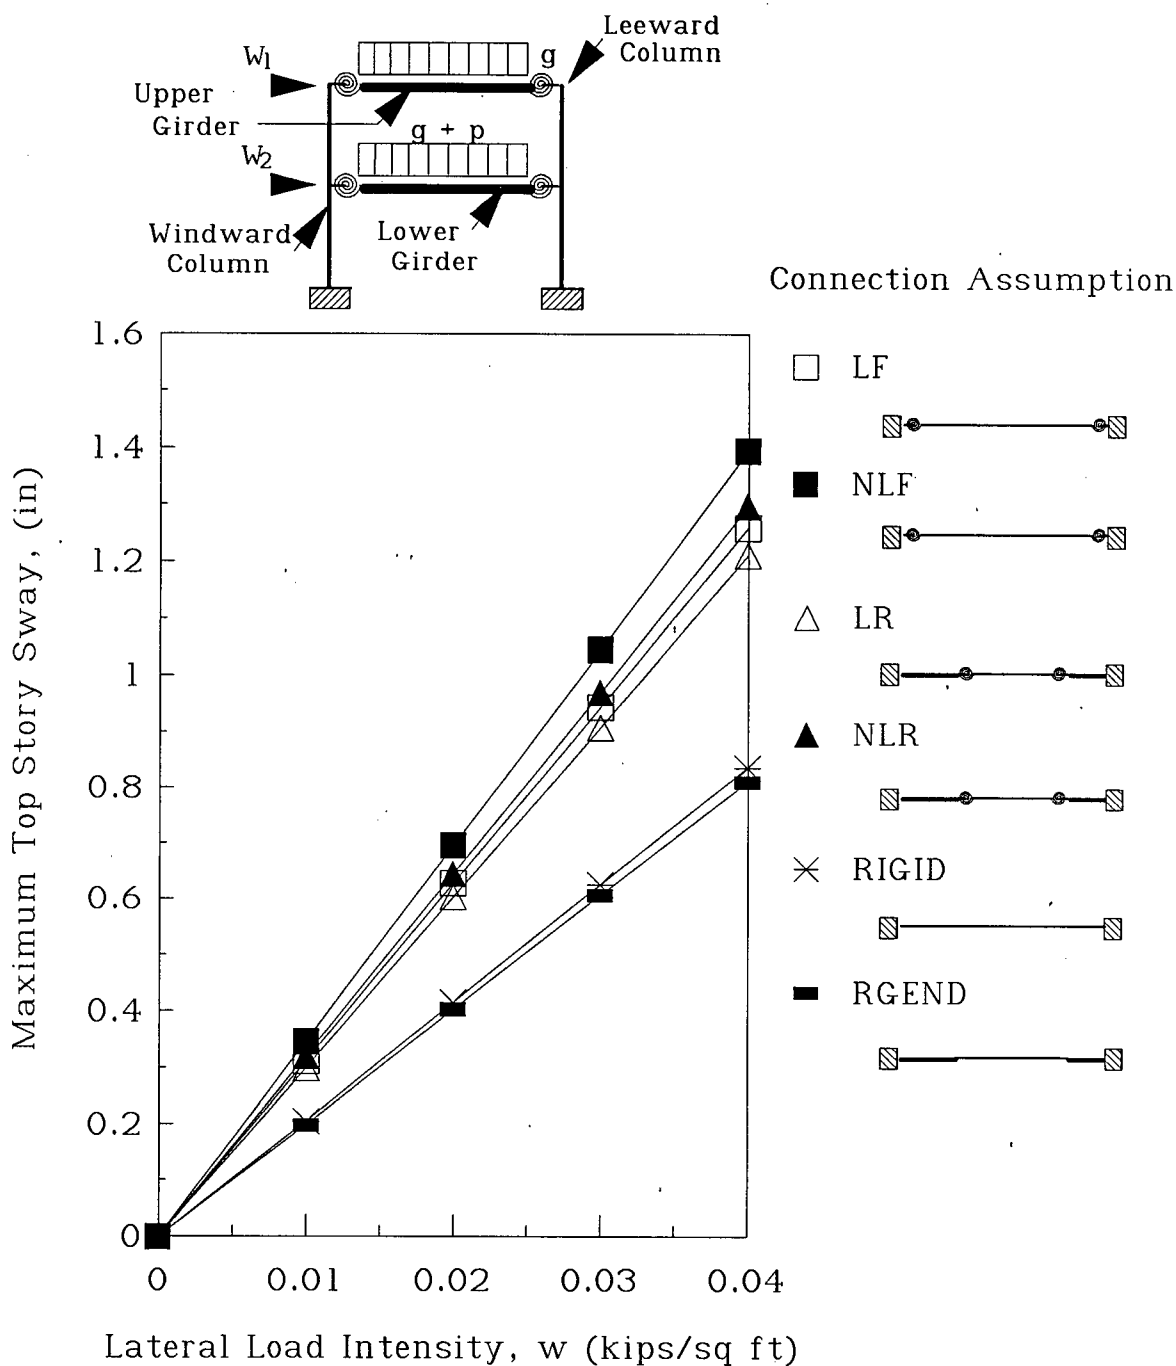 Leeward
Column
W1
g
Upper
Girder
g + p
W2
Windward
Column
Lower
Girder
Connection Assumption
LF
NLF
LR
NLR
RIGID
RGEND
Maximum Top Story Sway, (in)
1.6
1.4
1.2
1
0.8
0.6
0.4
0.2
0
0 0.01 0.02 0.03 0.04
Lateral Load Intensity, w (kips/sq ft)